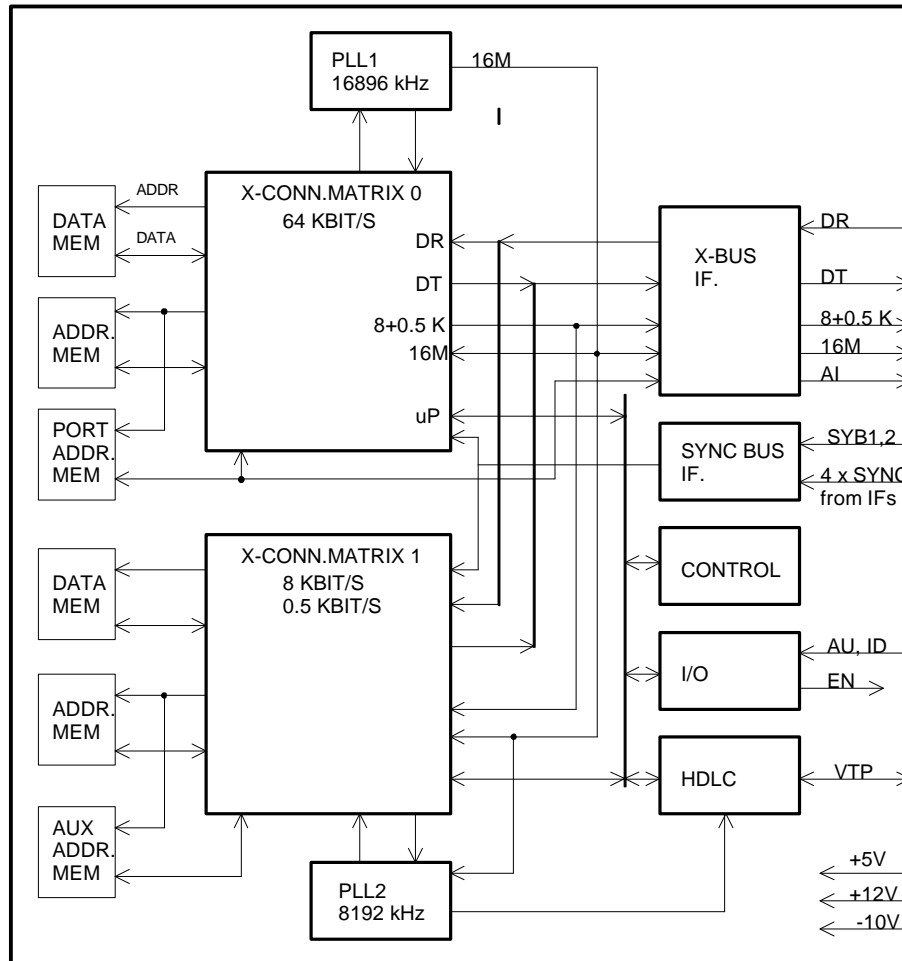 PLL1
16896 kHz
16M
X-CONN.MATRIX 0
64 KBIT/S
ADDR
DATA
MEM
DATA
ADDR.
MEM
PORT
ADDR.
MEM
DR
DT
8+0.5 K
16M
uP
X-BUS
IF.
DR
DT
8+0.5 K
16M
AI
SYNC BUS
IF.
SYB1,2
4 x SYNC
from IFs
X-CONN.MATRIX 1
8 KBIT/S
0.5 KBIT/S
DATA
MEM
ADDR.
MEM
AUX
ADDR.
MEM
CONTROL
I/O
AU, ID
EN
HDLC
VTP
PLL2
8192 kHz
+5V
+12V
-10V